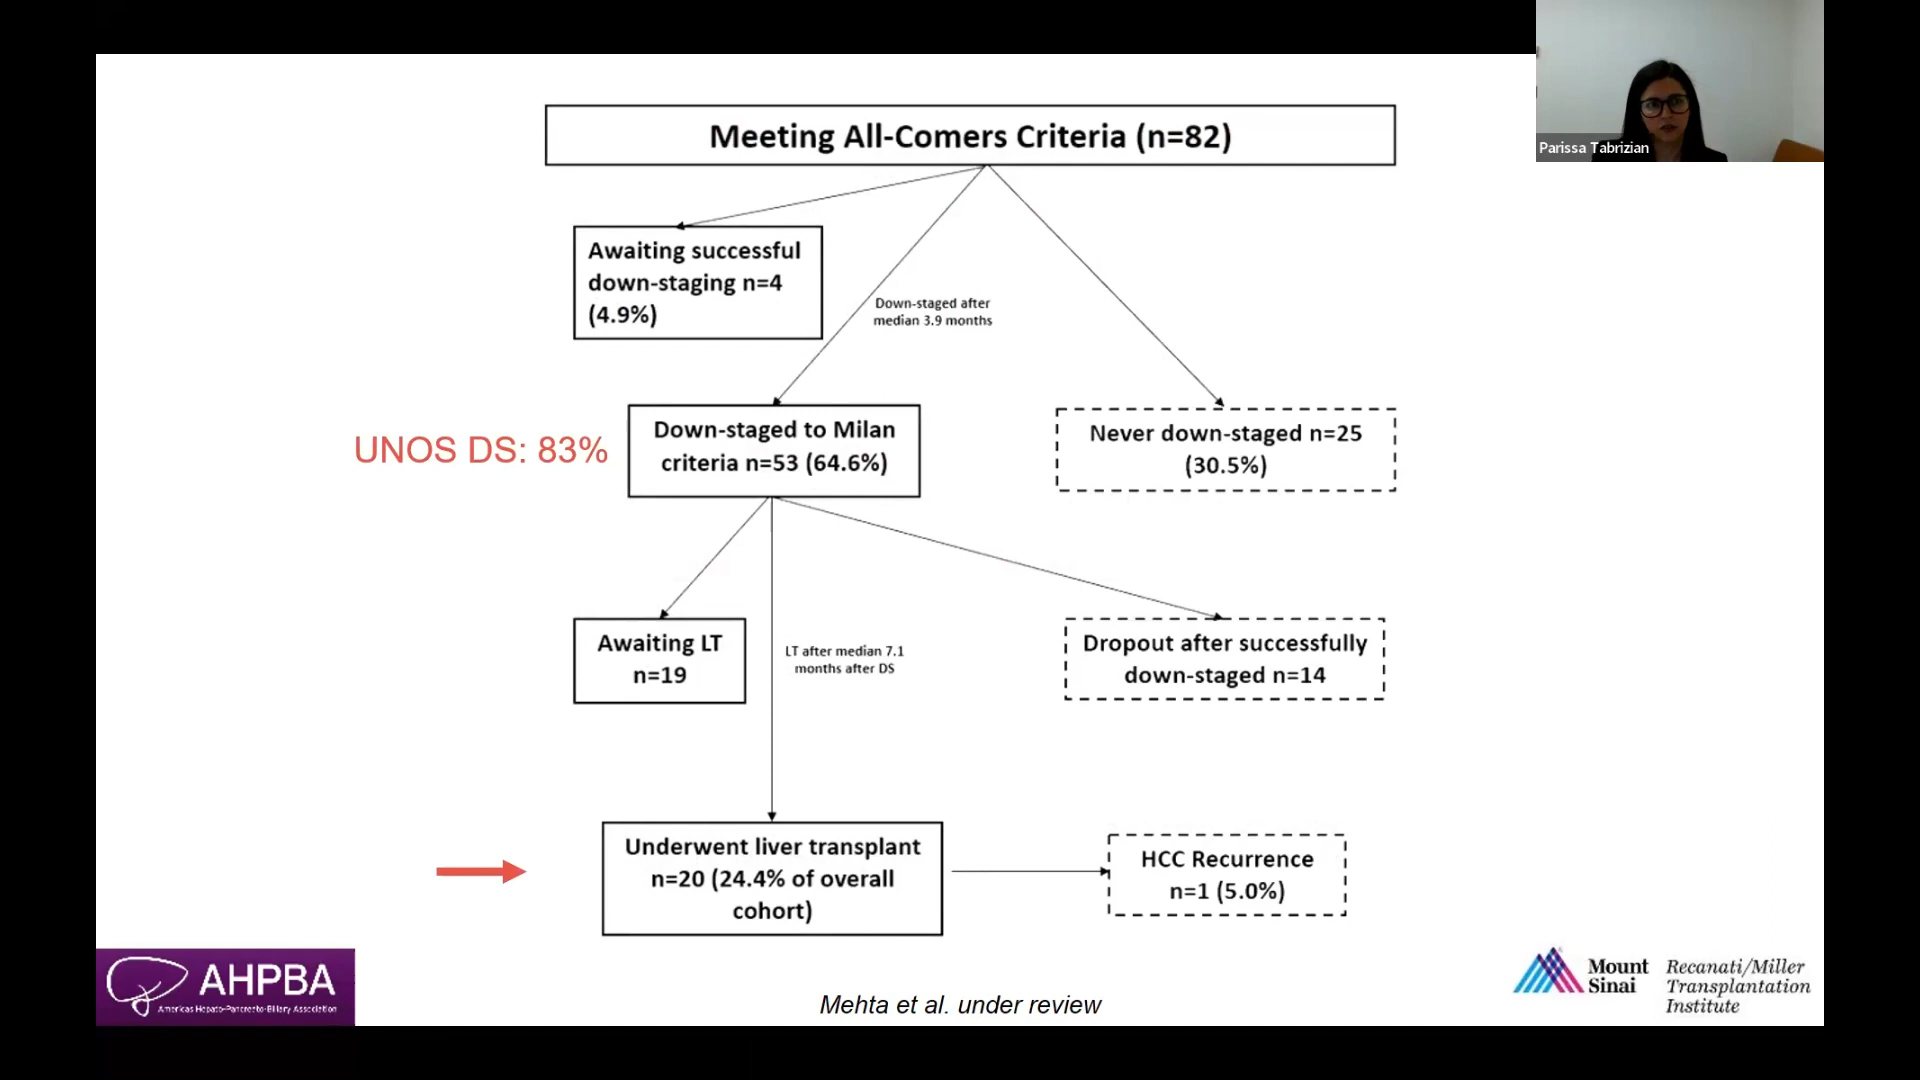 Meeting All-Comers Criteria (n=82)
Parissa Tabrizian
Awaiting successful
down-staging n=4
(4.9%)
Down-staged after
median 3.9 months
UNOS DS: 83%
Down-staged to Milan
criteria n=53 (64.6%)
Never down-staged n=25
(30.5%)
Awaiting LT
n=19
LT after median 7.1
months after DS
Dropout after successfully
down-staged n=14
Underwent liver transplant
n=20 (24.4% of overall
cohort)
HCC Recurrence
n=1 (5.0%)
AHPBA
Americas Hepato-Pancreto-Biliary Association
Mehta et al. under review
Mount
Sinai
Recanati/Miller
Transplantation
Institute